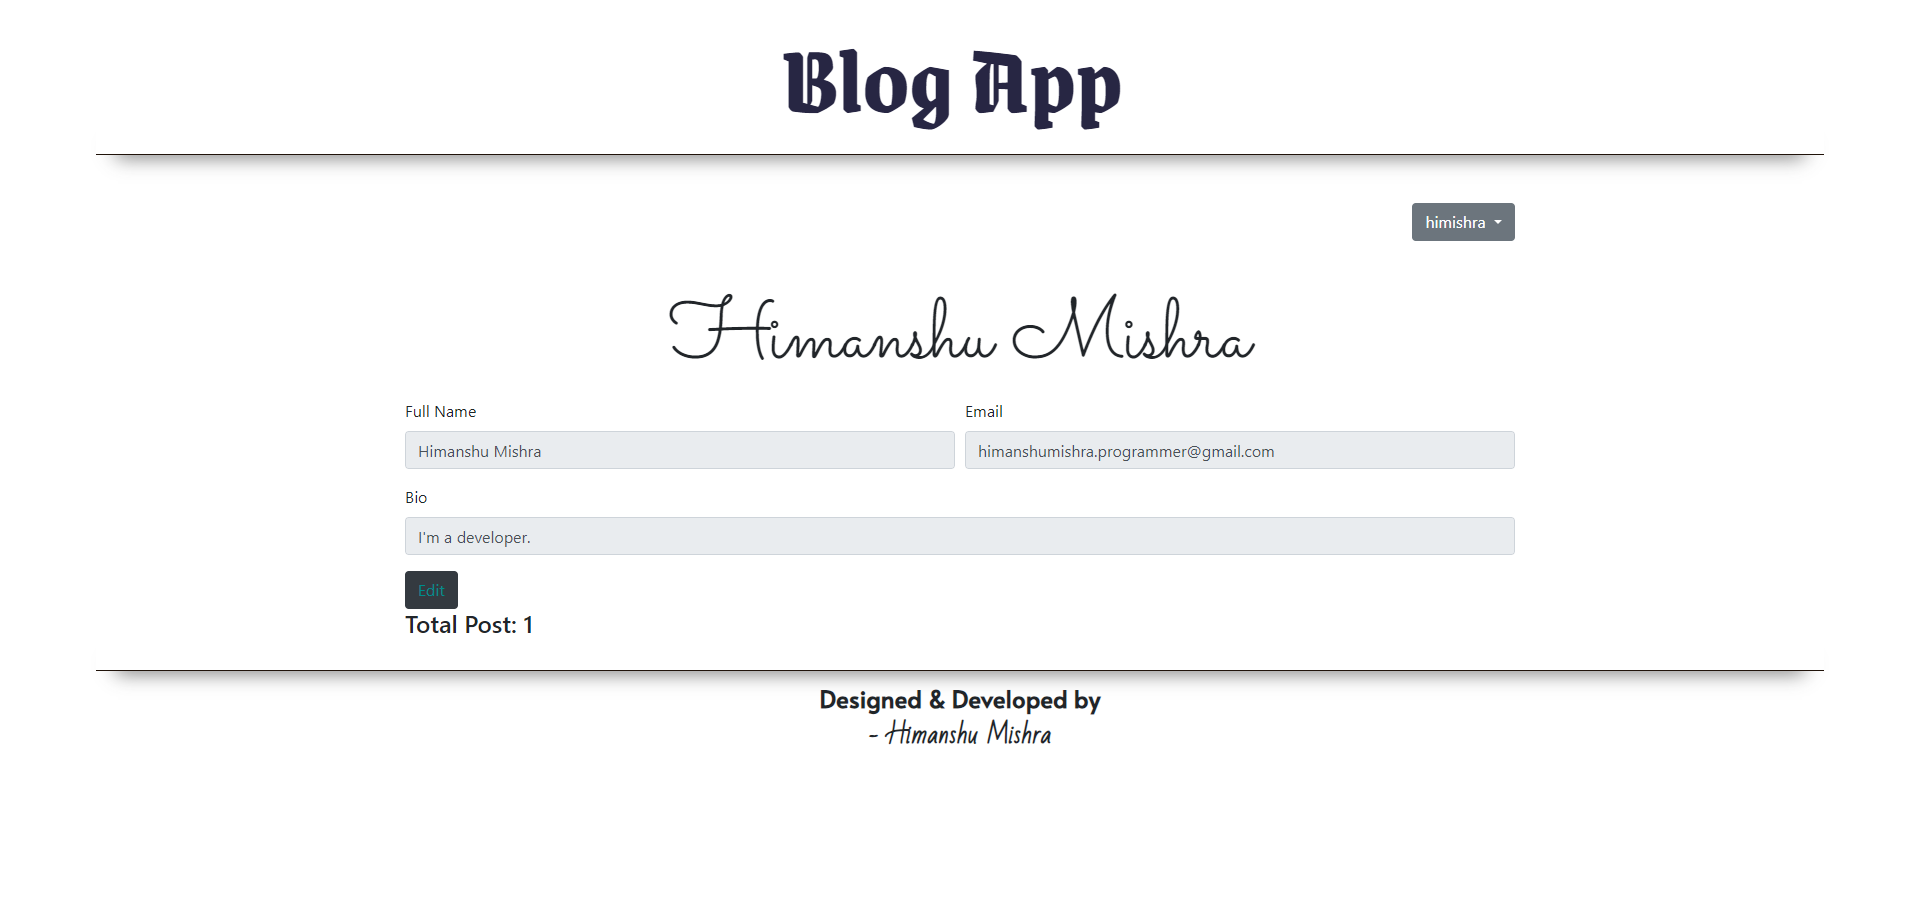 Blog App
himishra
Himanshu Mishra
Full Name
Email
Himanshu Mishra
himanshumishra.programmer@gmail.com
Bio
I'm a developer.
Edit
Total Post: 1
Designed & Developed by
- Himanshu Mishra